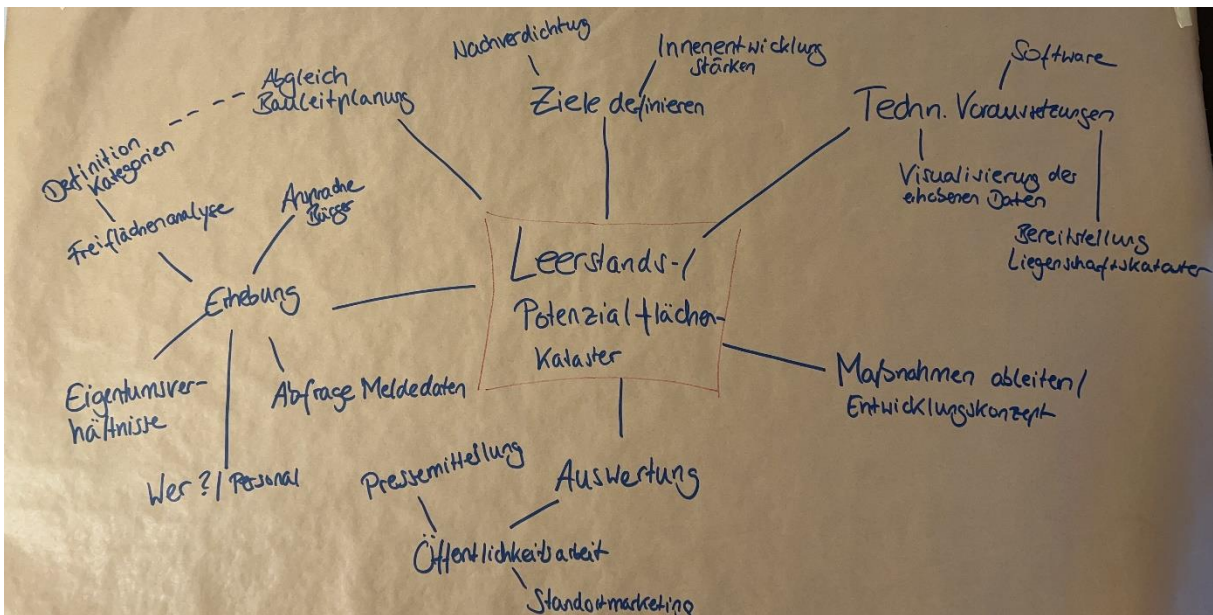 Nachverdichtung
Innenentwicklung
stärken
Ziele definieren
Software
Techn. Voraussetzungen
Visualisierung der
erhobenen Daten
Bereitstellung
Liegenschaftskataster
Abgleich
Bauleitplanung
Definition
Kategorien
Freiflächenanalyse
Ansprache
Bürger
Erhebung
Eigentumsver-
hältnisse
Wer? / Personal
Abfrage Meldedaten
Leerstands-/
Potenzialflächen-
Kataster
Maßnahmen ableiten/
Entwicklungskonzept
Auswertung
Pressemitteilung
Öffentlichkeitsarbeit
Standortmarketing